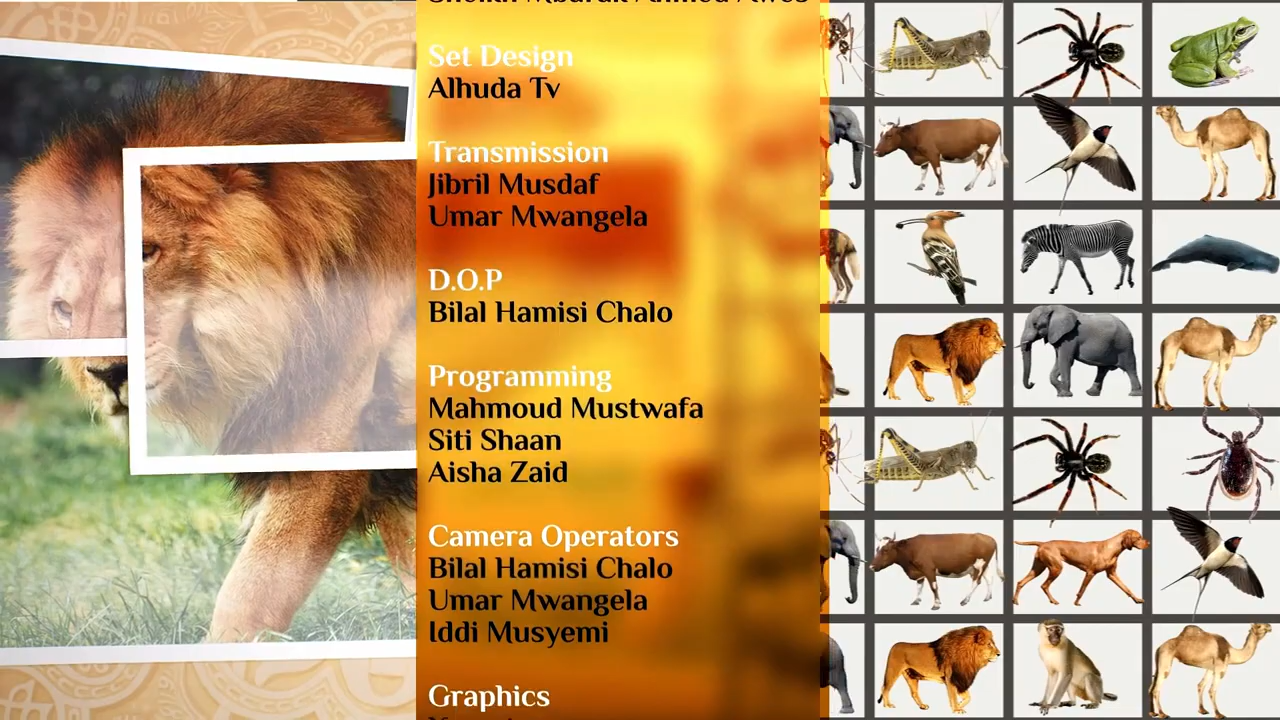 Set Design
Alhuda Tv
Transmission
Jibril Musdaf
Umar Mwangela
D.O.P
Bilal Hamisi Chalo
Programming
Mahmoud Mustwafa
Siti Shaan
Aisha Zaid
Camera Operators
Bilal Hamisi Chalo
Umar Mwangela
Iddi Musyemi
Graphics